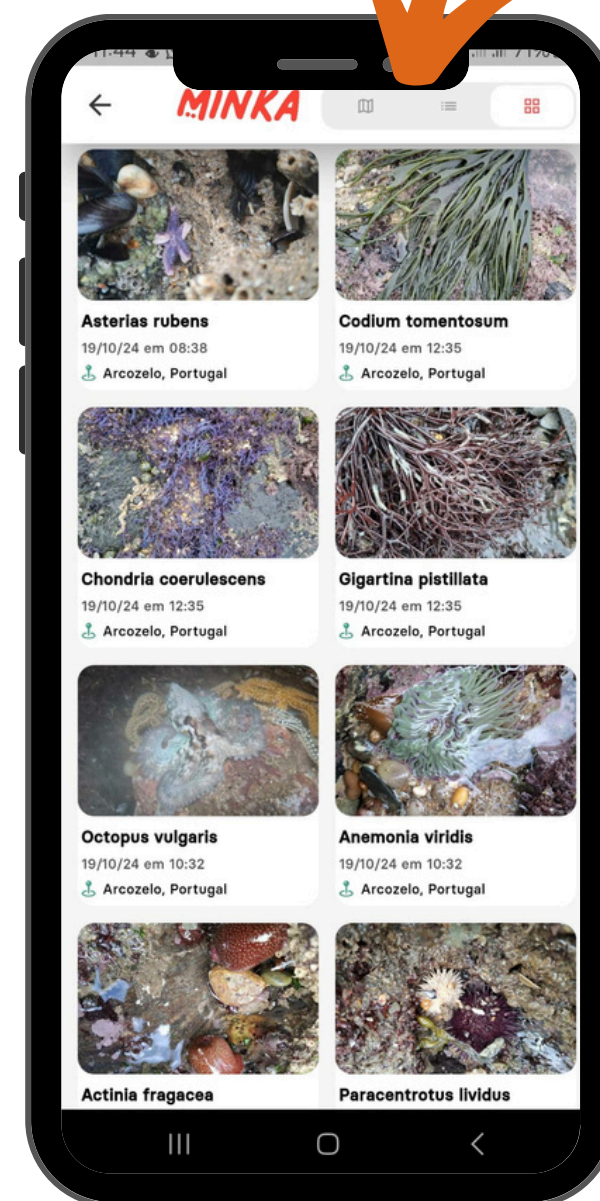 11:44
71%
MINKA
Asterias rubens
19/10/24 em 08:38
Arcozelo, Portugal
Codium tomentosum
19/10/24 em 12:35
Arcozelo, Portugal
Chondria coerulescens
19/10/24 em 12:35
Arcozelo, Portugal
Gigartina pistillata
19/10/24 em 12:35
Arcozelo, Portugal
Octopus vulgaris
19/10/24 em 10:32
Arcozelo, Portugal
Anemonia viridis
19/10/24 em 10:32
Arcozelo, Portugal
Actinia fragacea
Paracentrotus lividus